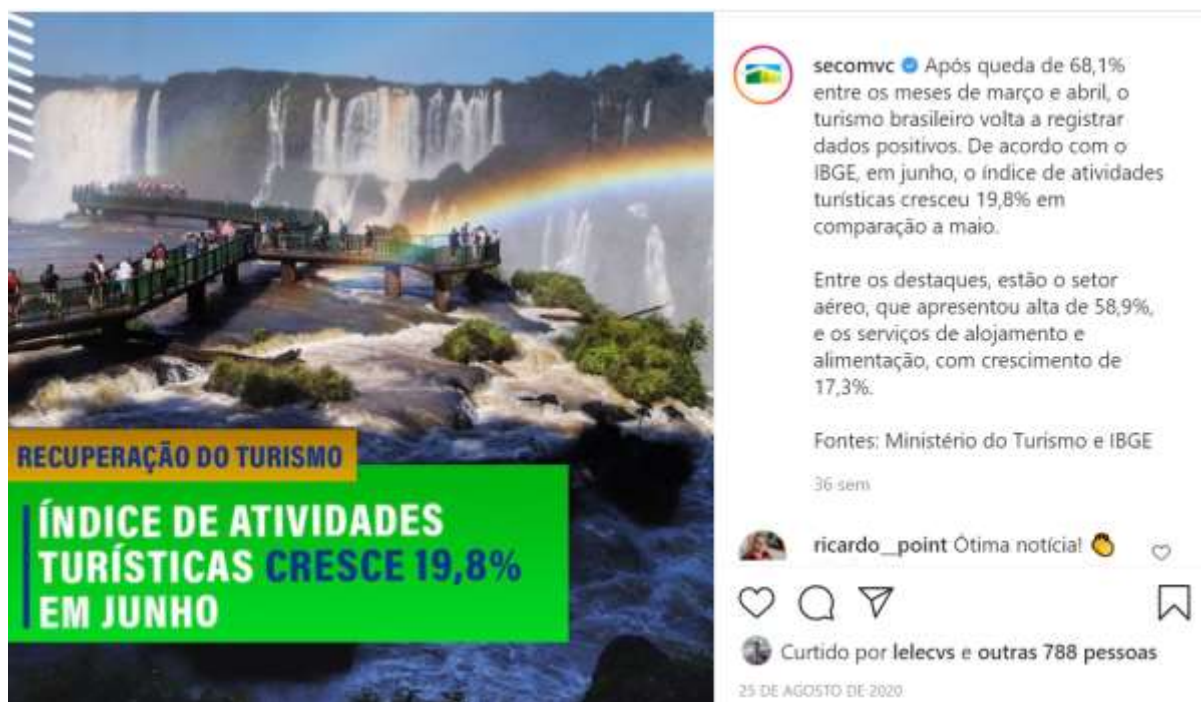 RECUPERAÇÃO DO TURISMO
ÍNDICE DE ATIVIDADES
TURÍSTICAS CRESCE 19,8%
EM JUNHO
secomvc Após queda de 68,1%
entre os meses de março e abril, o
turismo brasileiro volta a registrar
dados positivos. De acordo com o
IBGE, em junho, o índice de atividades
turísticas cresceu 19,8% em
comparação a maio.
Entre os destaques, estão o setor
aéreo, que apresentou alta de 58,9%,
e os serviços de alojamento e
alimentação, com crescimento de
17,3%.
Fontes: Ministério do Turismo e IBGE
36 sem
ricardo__point Ótima notícia! 👏
Curtido por lelecvs e outras 788 pessoas
25 DE AGOSTO DE 2020